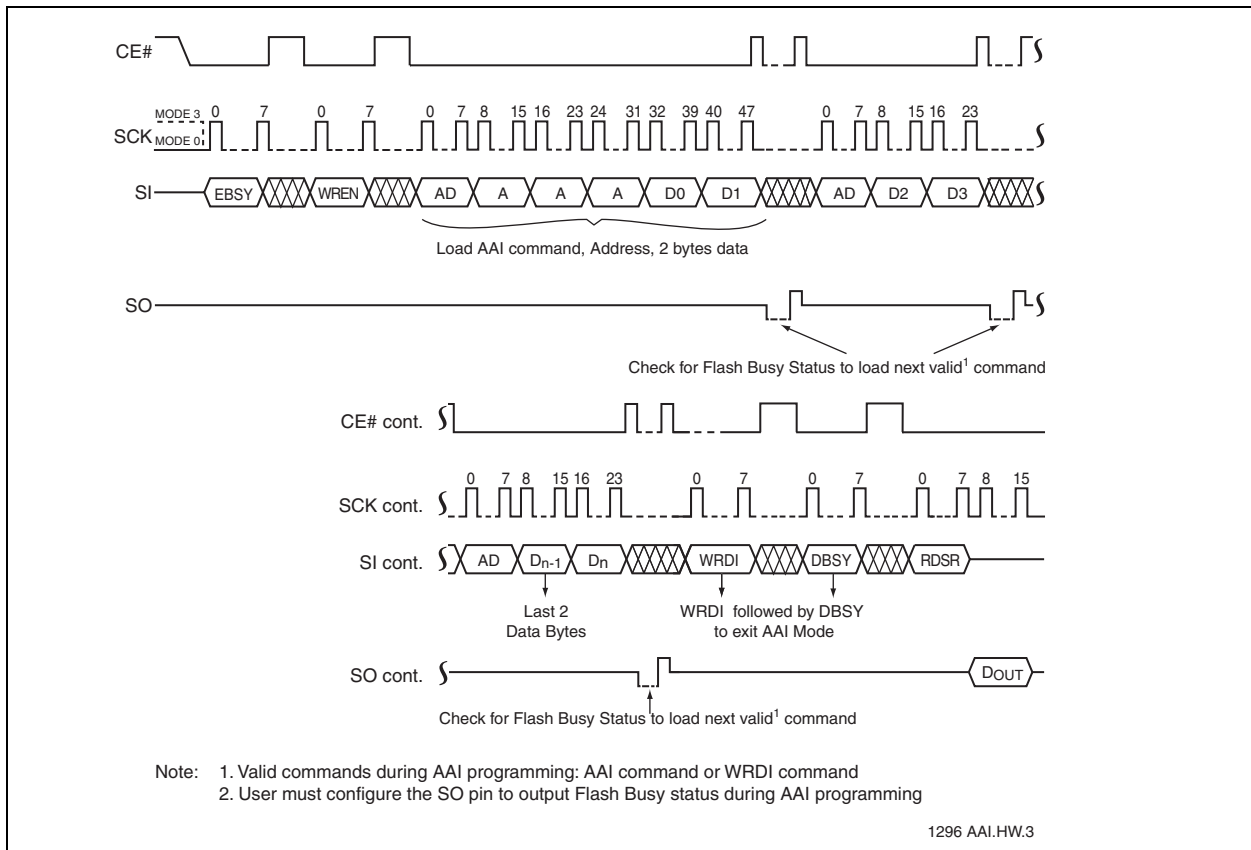 CE#
MODE 3
0 7 0 7 0 7 8 15 16 23 24 31 32 39 40 47 0 7 8 15 16 23
SCK
MODE 0
SI EBSY WREN AD A A A D0 D1 AD D2 D3
Load AAI command, Address, 2 bytes data
SO
Check for Flash Busy Status to load next valid1 command
CE# cont.
0 7 8 15 16 23 0 7 0 7 0 7 8 15
SCK cont.
SI cont. AD Dn-1 Dn WRDI DBSY RDSR
Last 2
Data Bytes
WRDI followed by DBSY
to exit AAI Mode
SO cont. DOUT
Check for Flash Busy Status to load next valid1 command
Note: 1. Valid commands during AAI programming: AAI command or WRDI command
2. User must configure the SO pin to output Flash Busy status during AAI programming
1296 AAI.HW.3